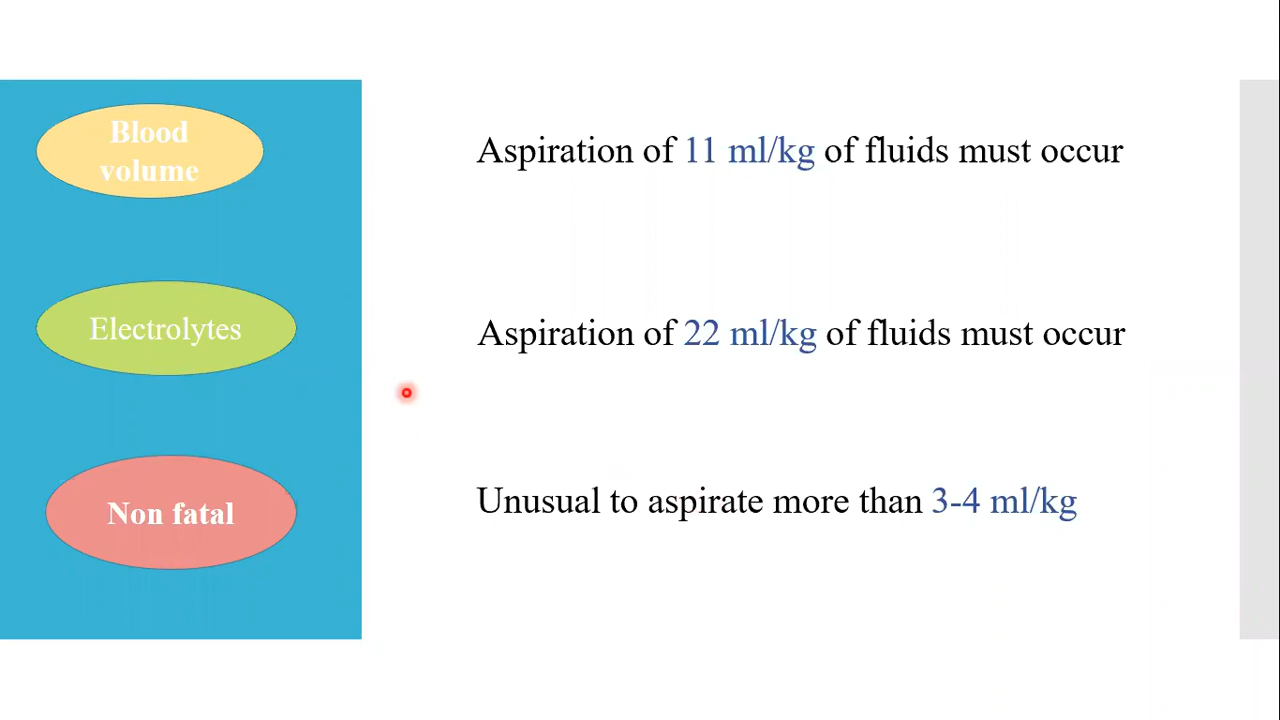 Blood
volume
Aspiration of 11 ml/kg of fluids must occur
Electrolytes
Aspiration of 22 ml/kg of fluids must occur
Non fatal
Unusual to aspirate more than 3-4 ml/kg